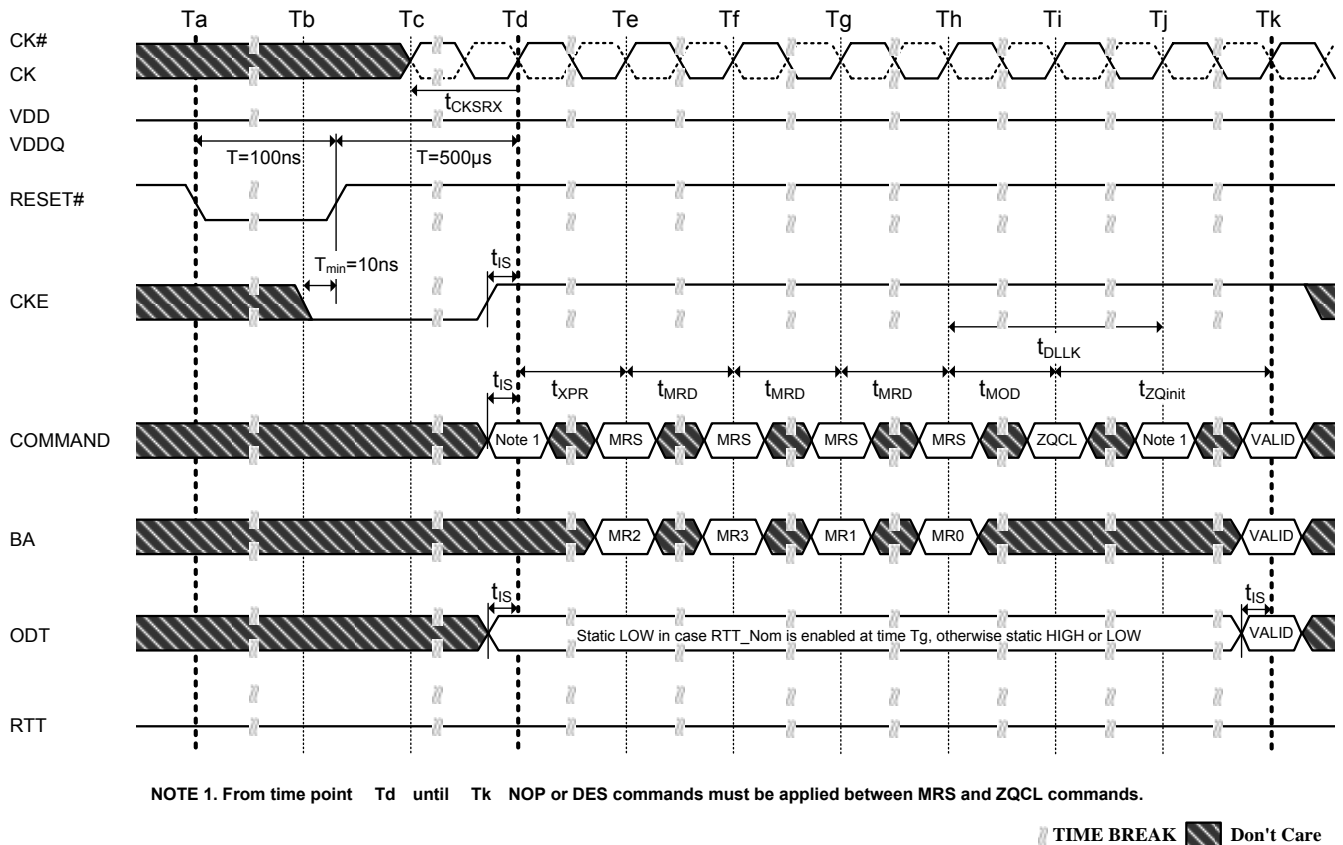 Ta Tb Tc Td Te Tf Tg Th Ti Tj Tk
CK#
CK
tCKSRX
VDD
VDDQ
T=100ns T=500µs
RESET#
Tmin=10ns tIS
CKE
tDLLK
tIS tXPR tMRD tMRD tMRD tMOD tZQinit
COMMAND Note 1 MRS MRS MRS MRS ZQCL Note 1 VALID
BA MR2 MR3 MR1 MR0 VALID
tIS tIS
ODT Static LOW in case RTT_Nom is enabled at time Tg, otherwise static HIGH or LOW VALID
RTT
NOTE 1. From time point Td until Tk NOP or DES commands must be applied between MRS and ZQCL commands.
TIME BREAK Don't Care